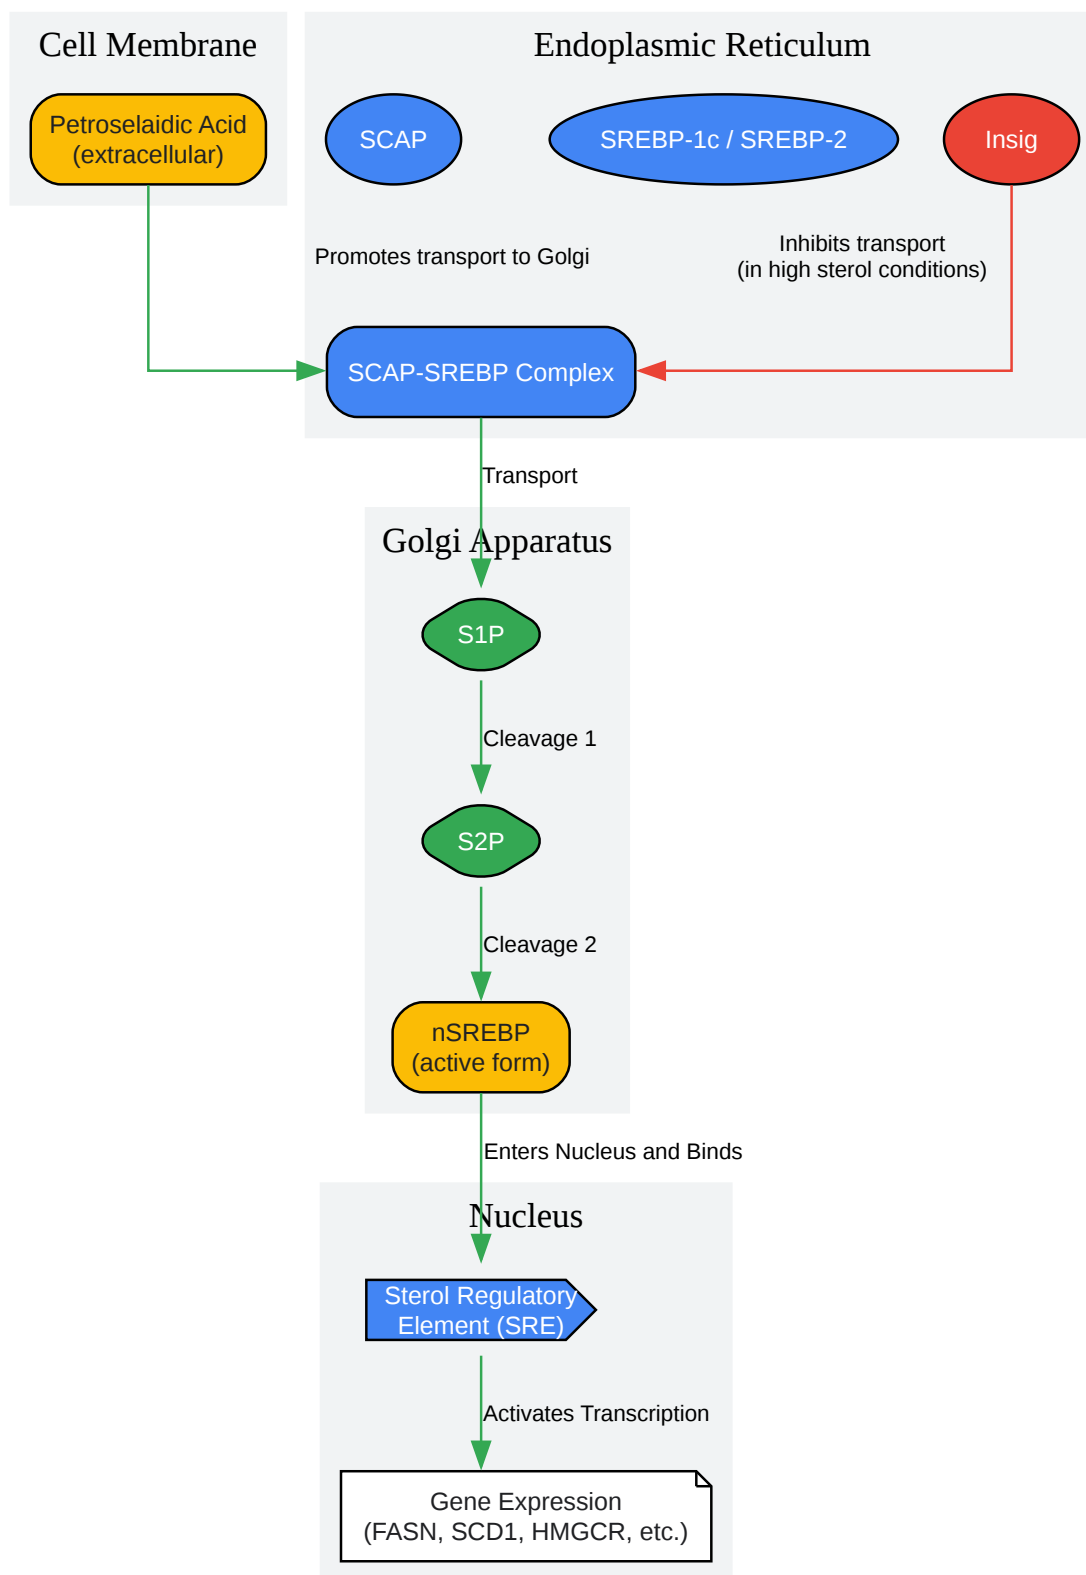 Cell Membrane
Endoplasmic Reticulum
Petroselaidic Acid
(extracellular)
SCAP
SREBP-1c / SREBP-2
Insig
Promotes transport to Golgi
Inhibits transport
(in high sterol conditions)
SCAP-SREBP Complex
Transport
Golgi Apparatus
S1P
Cleavage 1
S2P
Cleavage 2
nSREBP
(active form)
Enters Nucleus and Binds
Nucleus
Sterol Regulatory
Element (SRE)
Activates Transcription
Gene Expression
(FASN, SCD1, HMGCR, etc.)